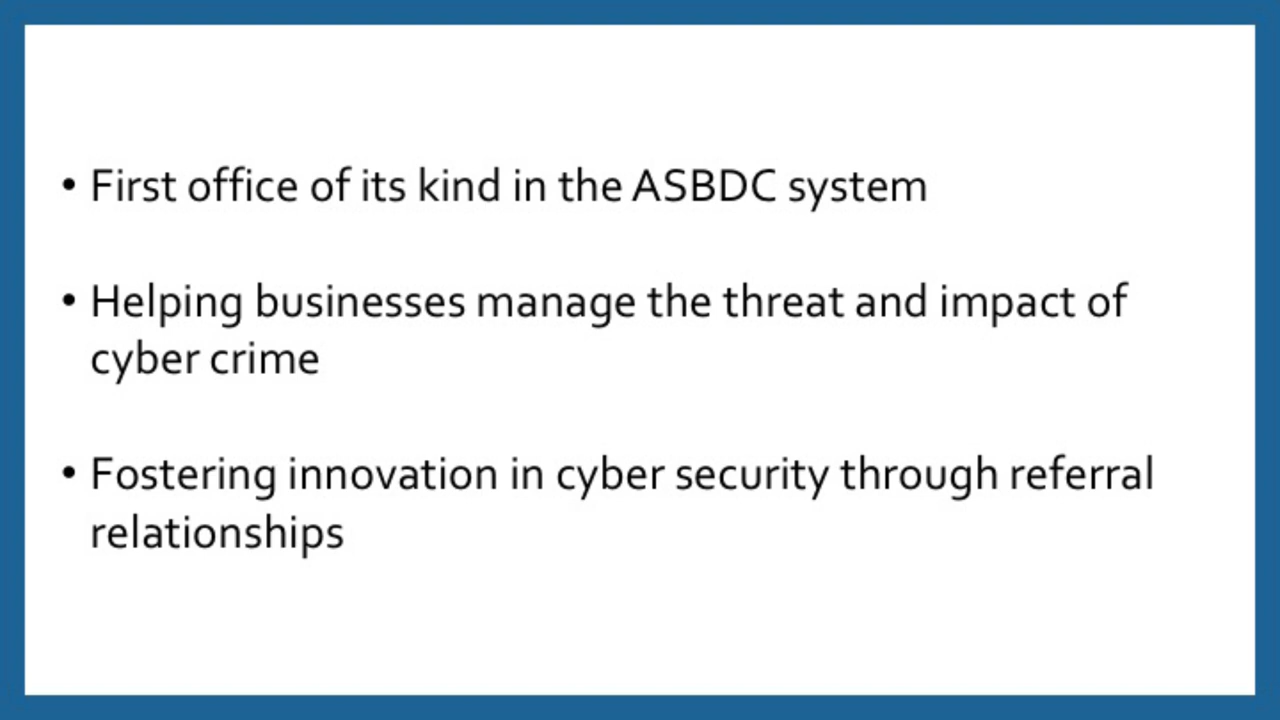 • First office of its kind in the ASBDC system
• Helping businesses manage the threat and impact of
cyber crime
• Fostering innovation in cyber security through referral
relationships